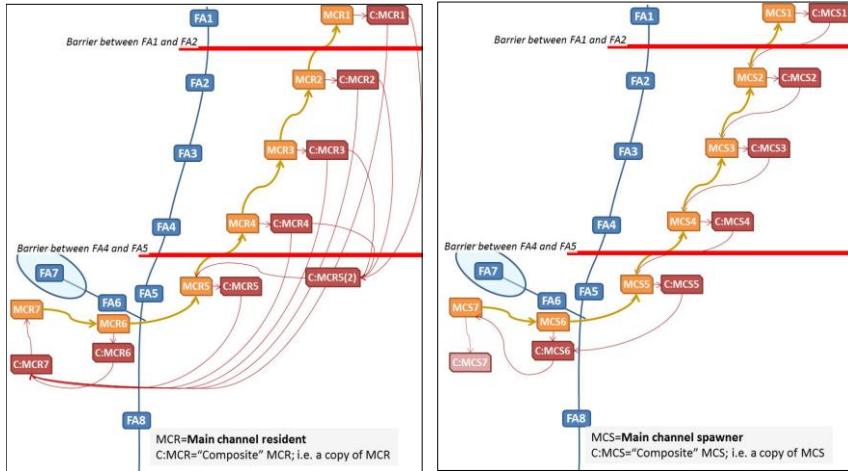 FA1
MCR1
C:MCR1
Barrier between FA1 and FA2
FA2
MCR2
C:MCR2
FA3
MCR3
C:MCR3
FA4
MCR4
C:MCR4
Barrier between FA4 and FA5
FA7
FA5
MCR5
C:MCR5
C:MCR5(2)
FA6
MCR7
MCR6
C:MCR6
C:MCR7
FA8
MCR=Main channel resident
C:MCR="Composite" MCR; i.e. a copy of MCR
FA1
MCS1
C:MCS1
Barrier between FA1 and FA2
FA2
MCS2
C:MCS2
FA3
MCS3
C:MCS3
FA4
MCS4
C:MCS4
Barrier between FA4 and FA5
FA7
FA5
MCS5
C:MCS5
FA6
MCS7
MCS6
C:MCS6
C:MCS7
FA8
MCS=Main channel spawner
C:MCS="Composite" MCS; i.e. a copy of MCS